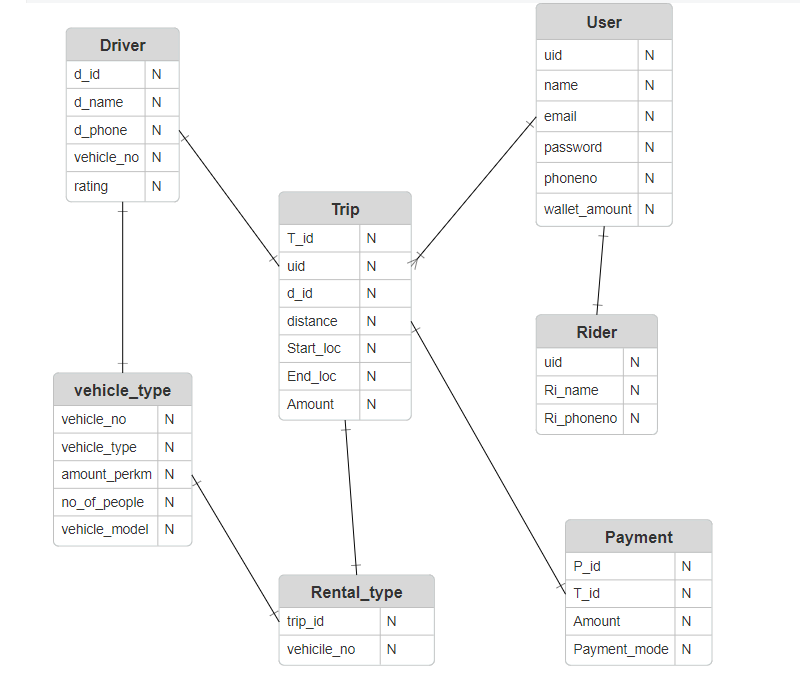 Driver
d_id N
d_name N
d_phone N
vehicle_no N
rating N
User
uid N
name N
email N
password N
phoneno N
wallet_amount N
Trip
T_id N
uid N
d_id N
distance N
Start_loc N
End_loc N
Amount N
Rider
uid N
Ri_name N
Ri_phoneno N
vehicle_type
vehicle_no N
vehicle_type N
amount_perkm N
no_of_people N
vehicle_model N
Rental_type
trip_id N
vehicile_no N
Payment
P_id N
T_id N
Amount N
Payment_mode N